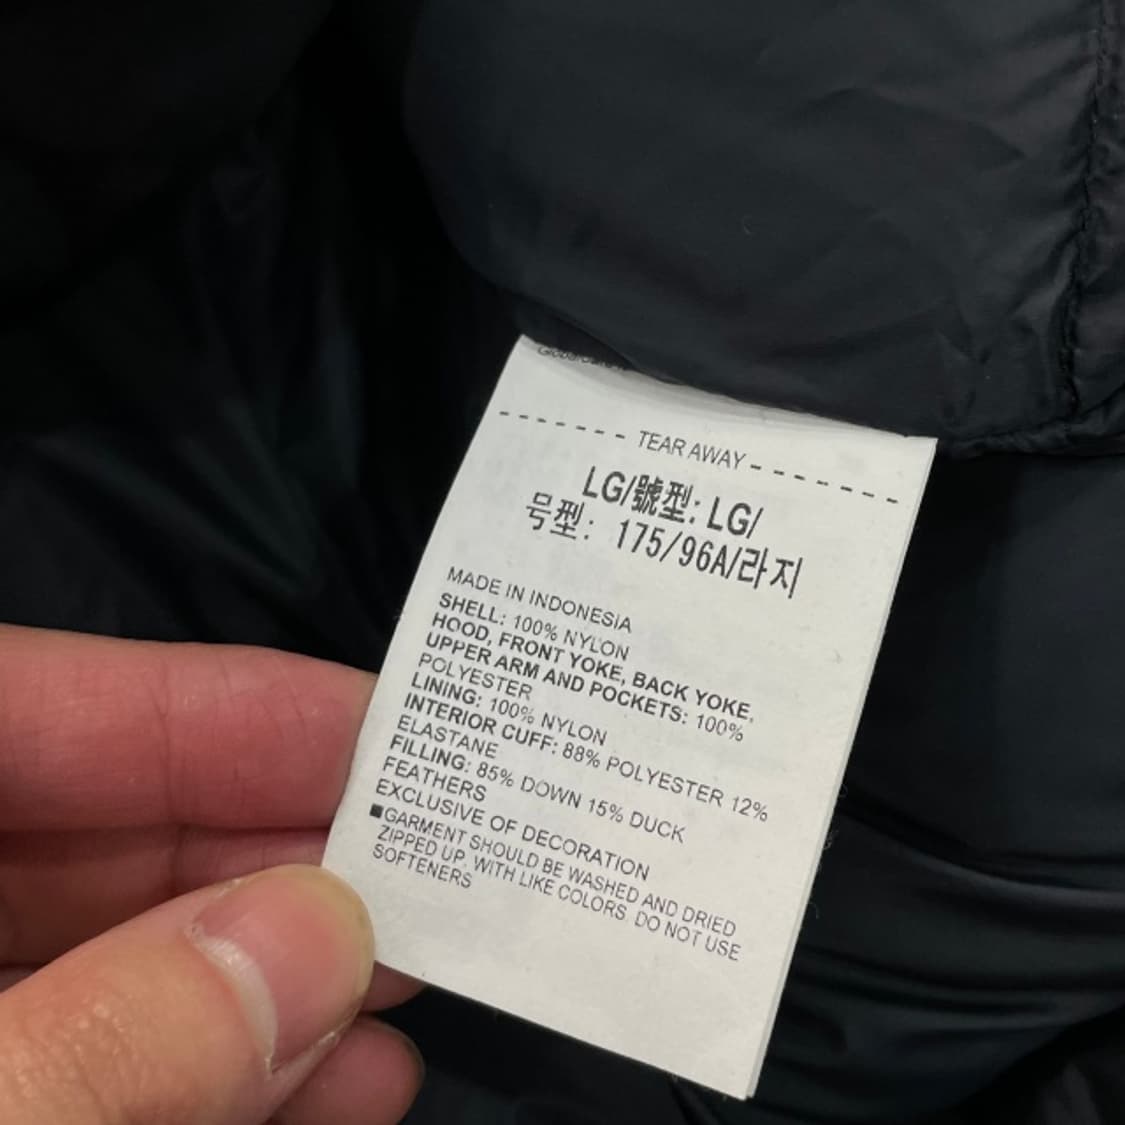 TEAR AWAY
LG/號型: LG/
号型: 175/96A/라지
MADE IN INDONESIA
SHELL: 100% NYLON
HOOD, FRONT YOKE, BACK YOKE,
UPPER ARM AND POCKETS: 100%
POLYESTER
LINING: 100% NYLON
INTERIOR CUFF: 88% POLYESTER 12%
ELASTANE
FILLING: 85% DOWN 15% DUCK
FEATHERS
EXCLUSIVE OF DECORATION
■GARMENT SHOULD BE WASHED AND DRIED
ZIPPED UP, WITH LIKE COLORS. DO NOT USE
SOFTENERS